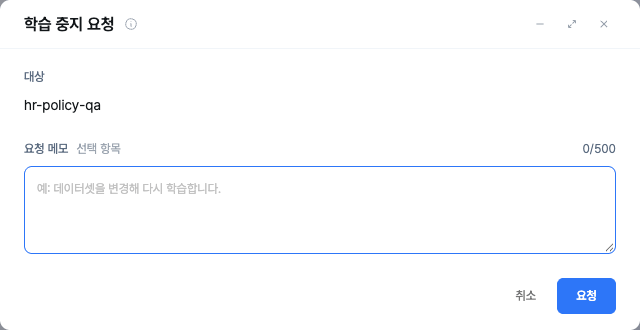 학습 중지 요청
대상
hr-policy-qa
요청 메모 선택 항목 0/500
예: 데이터셋을 변경해 다시 학습합니다.
취소 요청